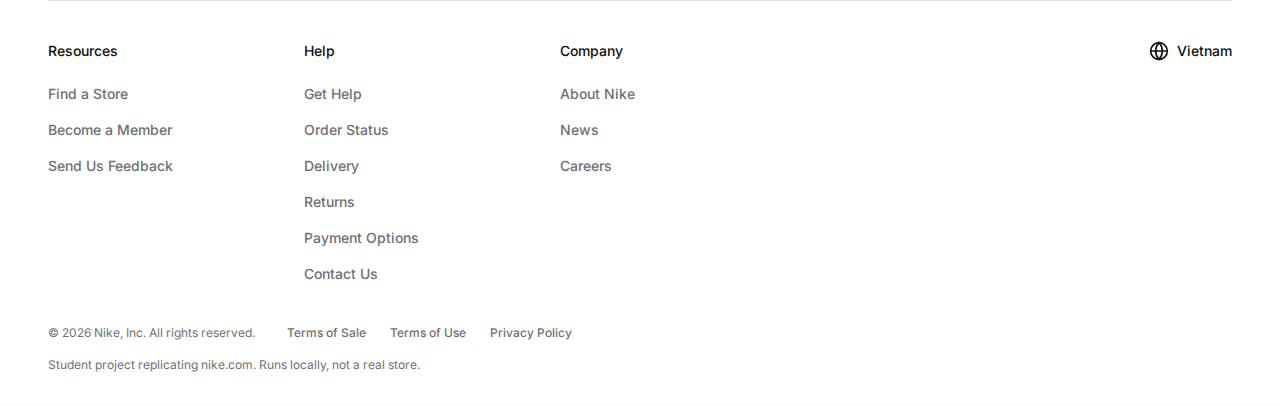 Resources
Find a Store
Become a Member
Send Us Feedback
Help
Get Help
Order Status
Delivery
Returns
Payment Options
Contact Us
Company
About Nike
News
Careers
Vietnam
© 2026 Nike, Inc. All rights reserved. Terms of Sale Terms of Use Privacy Policy
Student project replicating nike.com. Runs locally, not a real store.